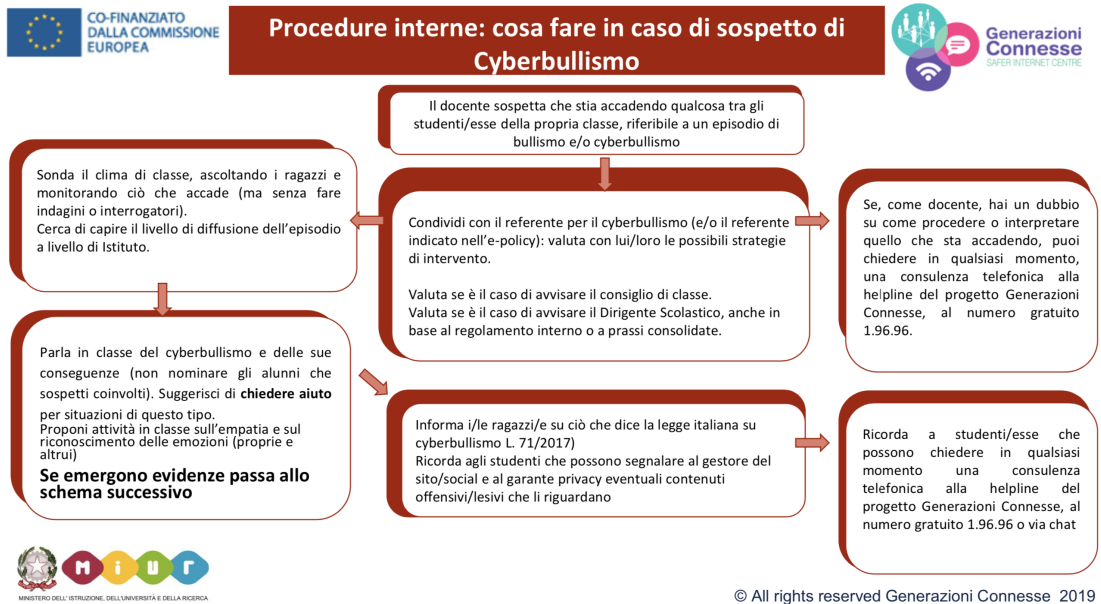 CO-FINANZIATO
DALLA COMMISSIONE
EUROPEA
Procedure interne: cosa fare in caso di sospetto di
Cyberbullismo
Generazioni
Connesse
SAFER INTERNET CENTRE
Il docente sospetta che stia accadendo qualcosa tra gli
studenti/esse della propria classe, riferibile a un episodio di
bullismo e/o cyberbullismo
Condividi con il referente per il cyberbullismo (e/o il referente
indicato nell'e-policy): valuta con lui/loro le possibili strategie
di intervento.
Valuta se è il caso di avvisare il consiglio di classe.
Valuta se è il caso di avvisare il Dirigente Scolastico, anche in
base al regolamento interno o a prassi consolidate.
Sonda il clima di classe, ascoltando i ragazzi e
monitorando ciò che accade (ma senza fare
indagini o interrogatori).
Cerca di capire il livello di diffusione dell'episodio
a livello di Istituto.
Se, come docente, hai un dubbio
su come procedere o interpretare
quello che sta accadendo, puoi
chiedere in qualsiasi momento,
una consulenza telefonica alla
helpline del progetto Generazioni
Connesse, al numero gratuito
1.96.96.
Parla in classe del cyberbullismo e delle sue
conseguenze (non nominare gli alunni che
sospetti coinvolti). Suggerisci di chiedere aiuto
per situazioni di questo tipo.
Proponi attività in classe sull'empatia e sul
riconoscimento delle emozioni (proprie e
altrui)
Se emergono evidenze passa allo
schema successivo
Informa i/le ragazzi/e su ciò che dice la legge italiana su
cyberbullismo L. 71/2017)
Ricorda agli studenti che possono segnalare al gestore del
sito/social e al garante privacy eventuali contenuti
offensivi/lesivi che li riguardano
Ricorda a studenti/esse che
possono chiedere in qualsiasi
momento una consulenza
telefonica alla helpline del
progetto Generazioni Connesse, al
numero gratuito 1.96.96 o via chat
m i u r
MINISTERO DELL' ISTRUZIONE, DELL'UNIVERSITÀ E DELLA RICERCA
© All rights reserved Generazioni Connesse 2019